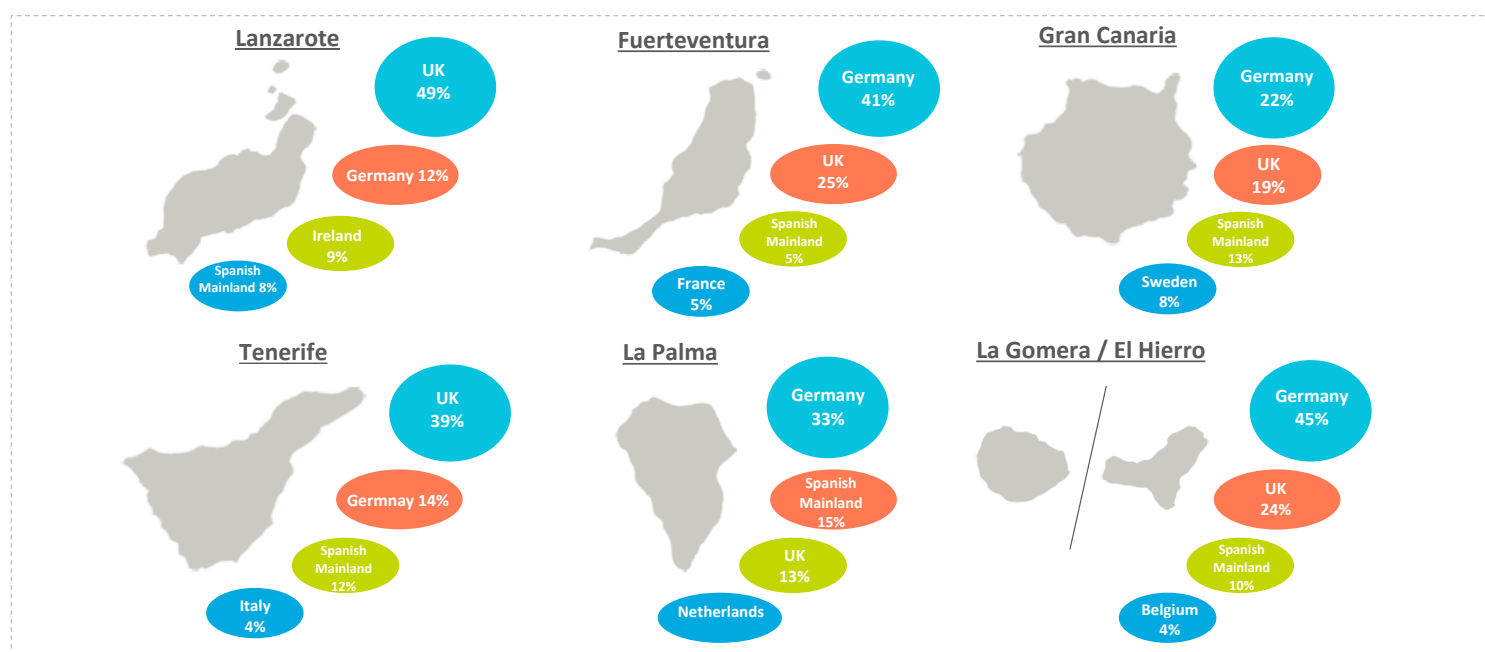 Lanzarote
UK
49%
Germany 12%
Ireland
9%
Spanish
Mainland 8%
Fuerteventura
Germany
41%
UK
25%
Spanish
Mainland
5%
France
5%
Gran Canaria
Germany
22%
UK
19%
Spanish
Mainland
13%
Sweden
8%
Tenerife
UK
39%
Germnay 14%
Spanish
Mainland
12%
Italy
4%
La Palma
Germany
33%
Spanish
Mainland
15%
UK
13%
Netherlands
La Gomera / El Hierro
Germany
45%
UK
24%
Spanish
Mainland
10%
Belgium
4%